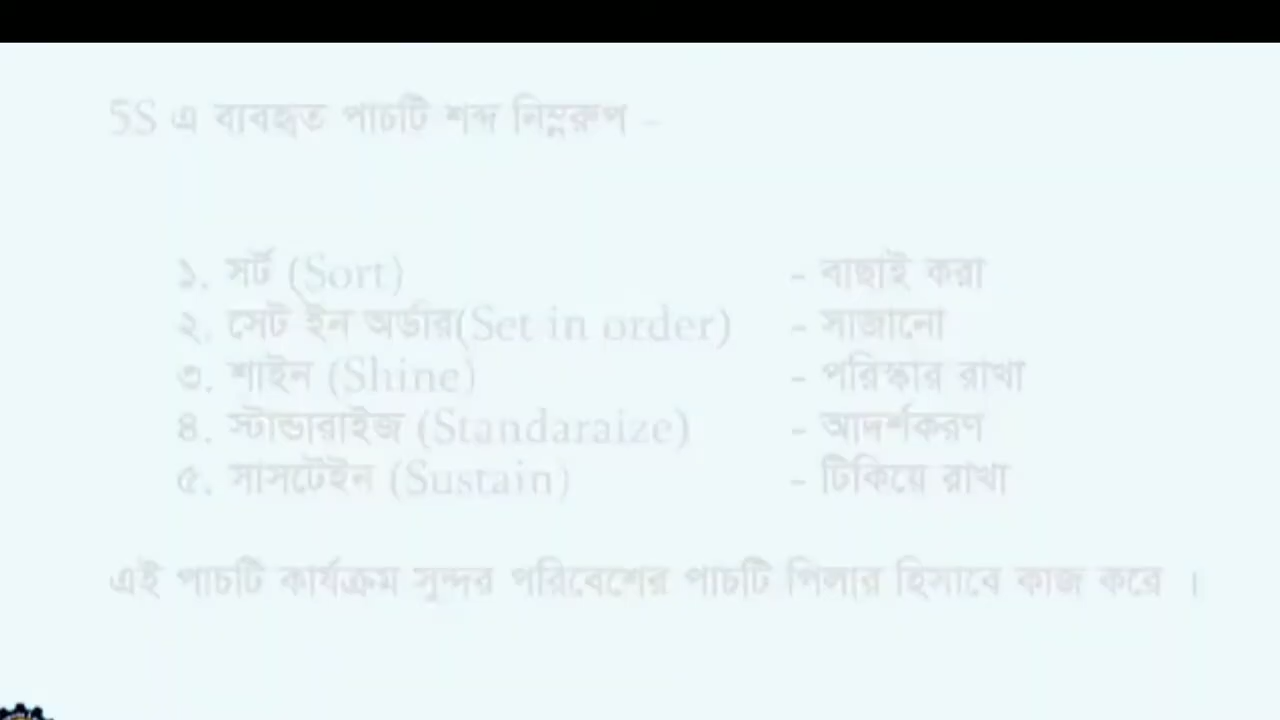 5S এ ব্যবহৃত পাচটি শব্দ নিম্নরুপ -
১. সর্ট (Sort) - বাছাই করা
২. সেট ইন অর্ডার(Set in order) - সাজানো
৩. শাইন (Shine) - পরিস্কার রাখা
৪. স্টান্ডারাইজ (Standaraize) - আদর্শকরণ
৫. সাসটেইন (Sustain) - টিকিয়ে রাখা
এই পাচটি কার্যক্রম সুন্দর পরিবেশের পাচটি পিলার হিসাবে কাজ করে ।